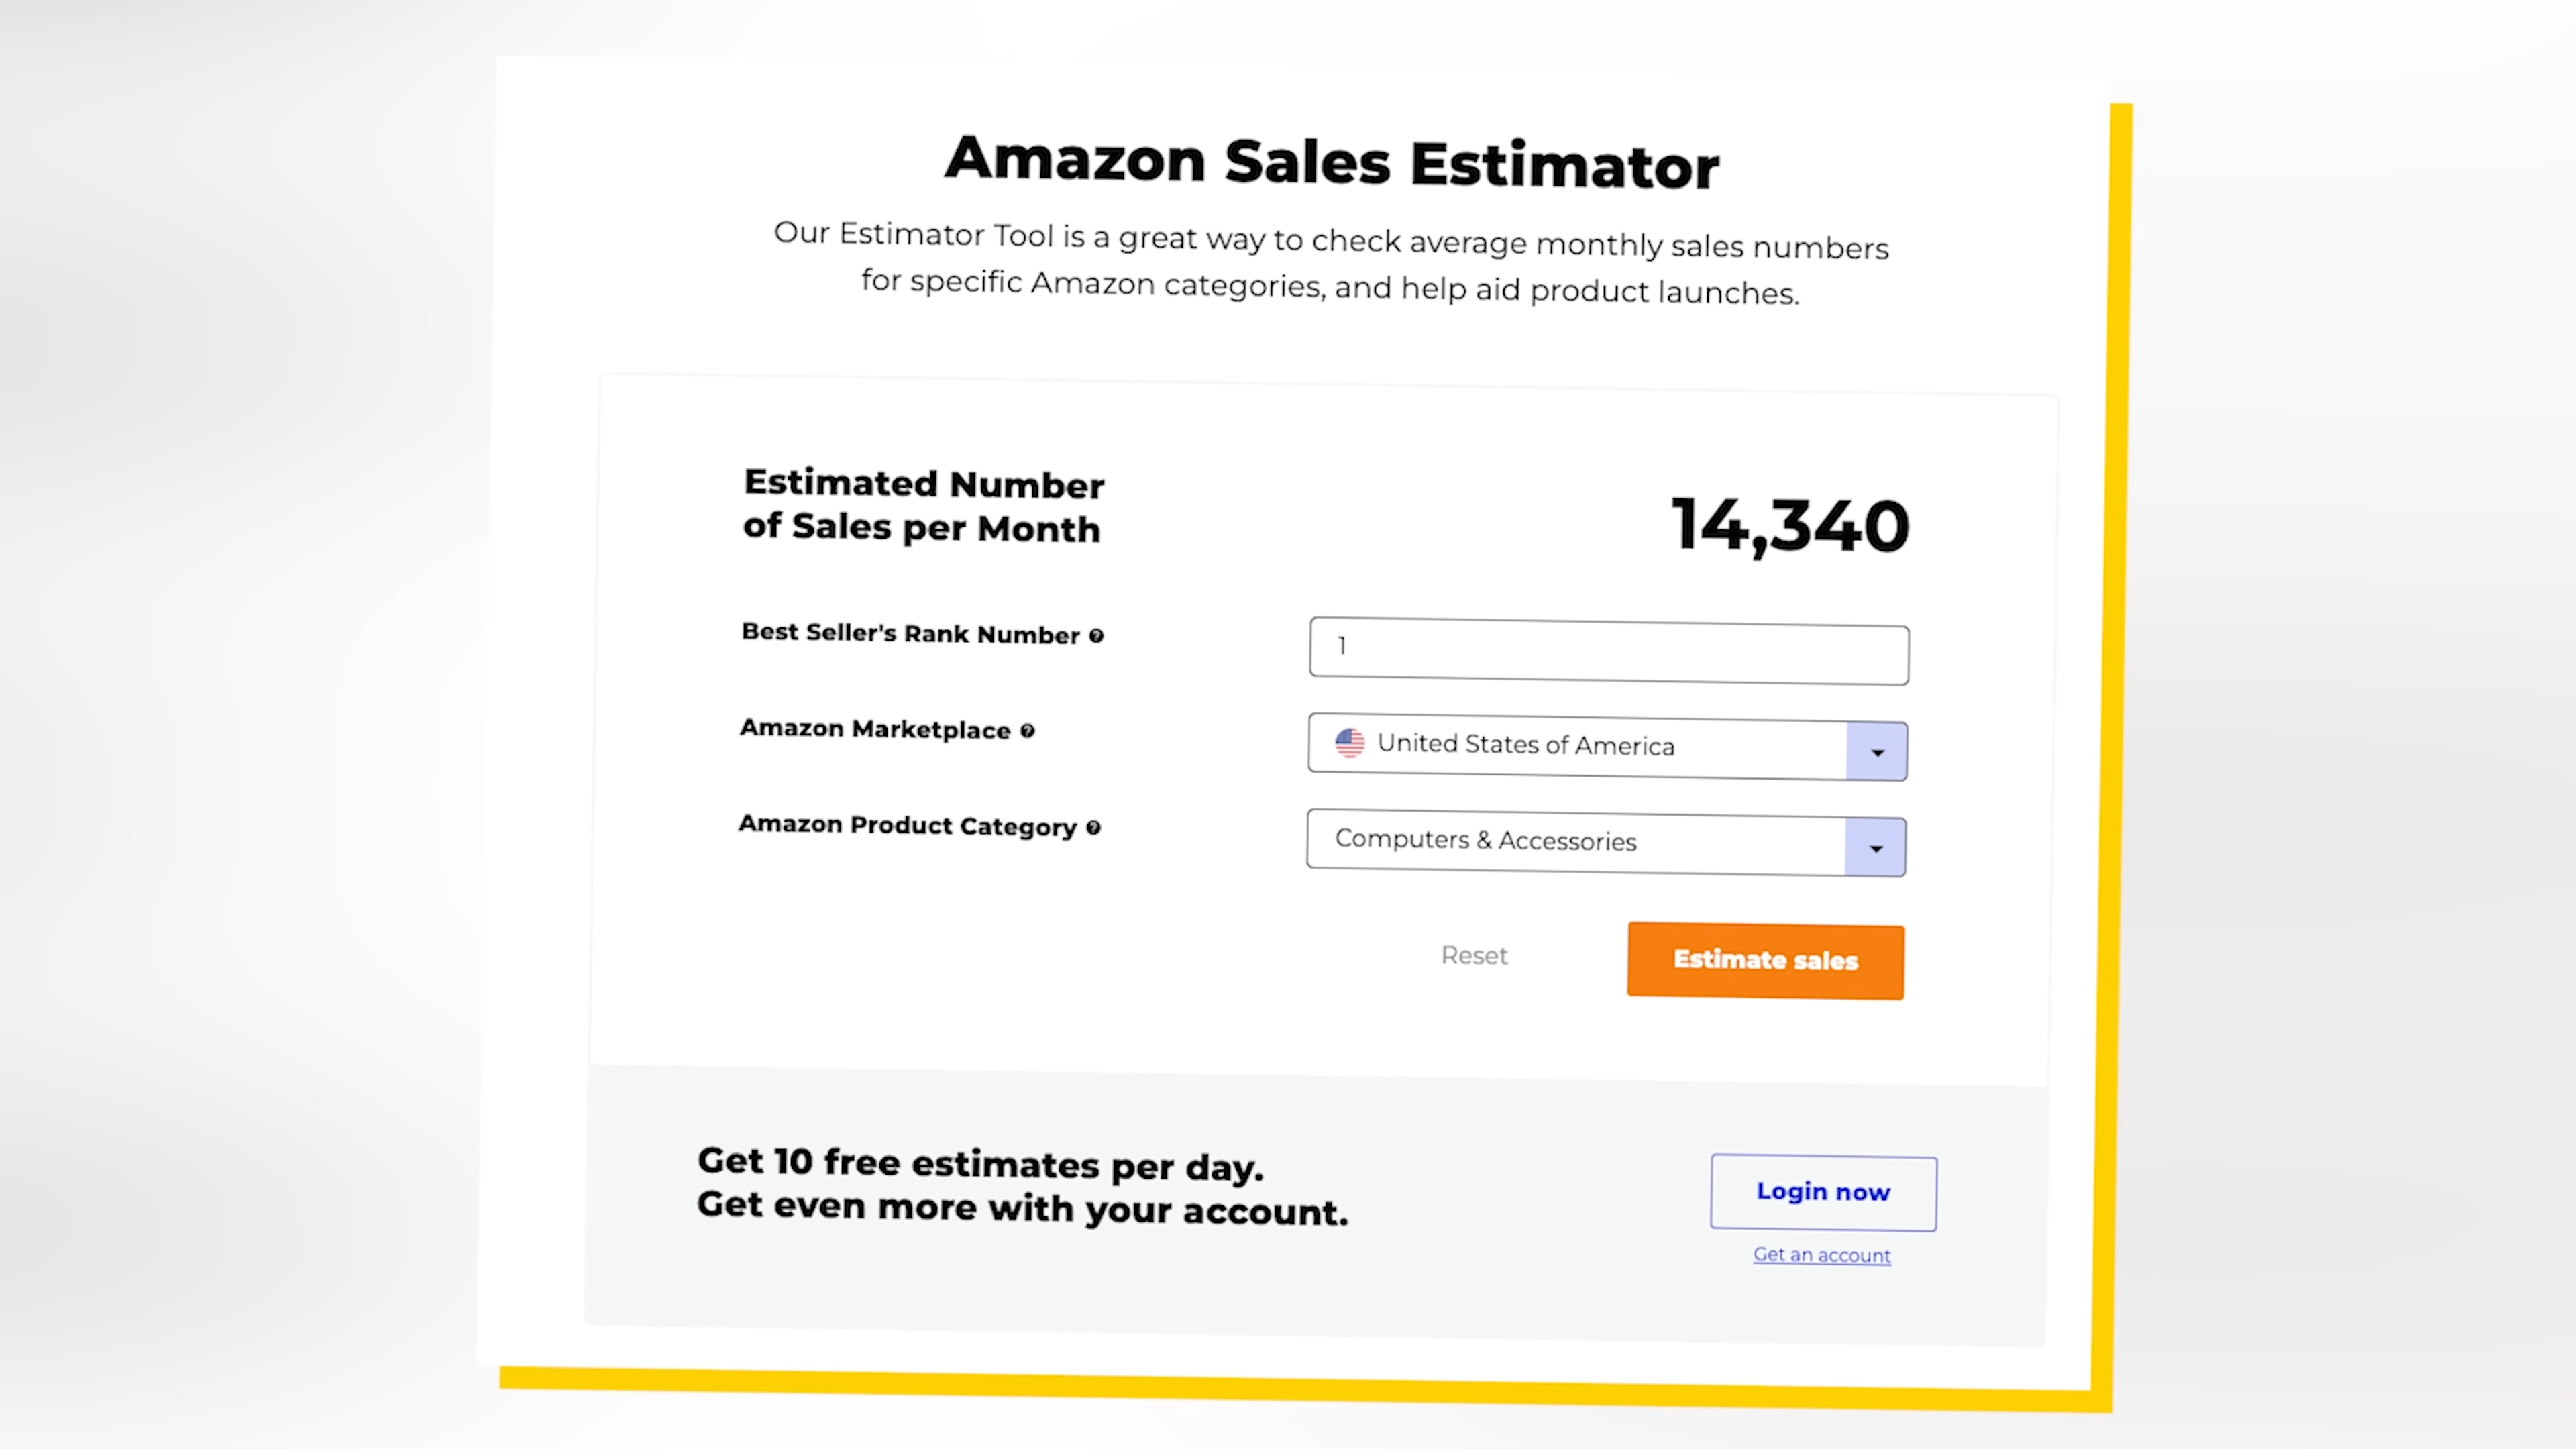 Amazon Sales Estimator
Our Estimator Tool is a great way to check average monthly sales numbers
for specific Amazon categories, and help aid product launches.
Estimated Number
of Sales per Month
14,340
Best Seller's Rank Number
1
Amazon Marketplace
United States of America
Amazon Product Category
Computers & Accessories
Reset
Estimate sales
Get 10 free estimates per day.
Get even more with your account.
Login now
Get an account